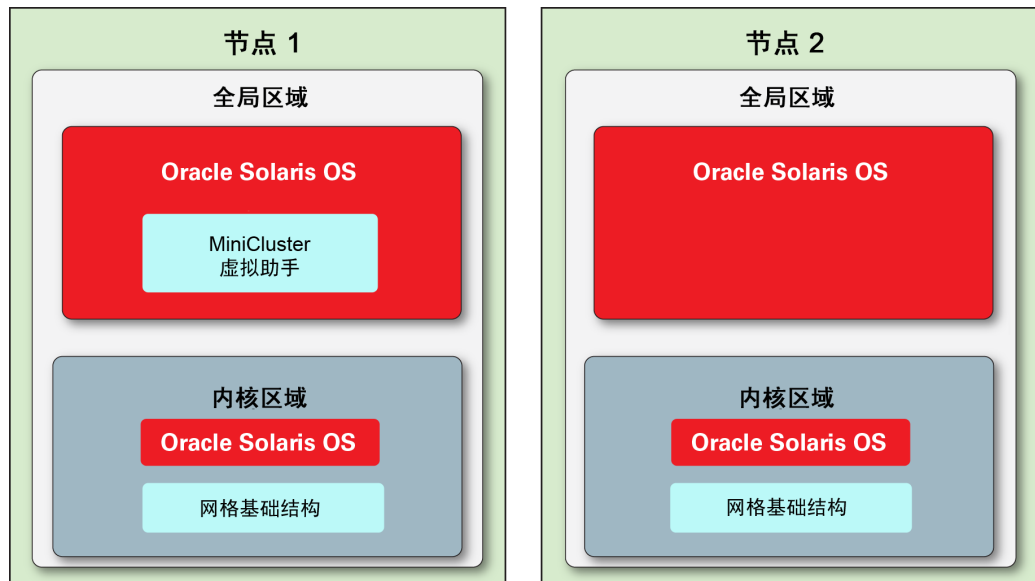 节点 1
全局区域
Oracle Solaris OS
MiniCluster
虚拟助手
内核区域
Oracle Solaris OS
网格基础结构
节点 2
全局区域
Oracle Solaris OS
内核区域
Oracle Solaris OS
网格基础结构